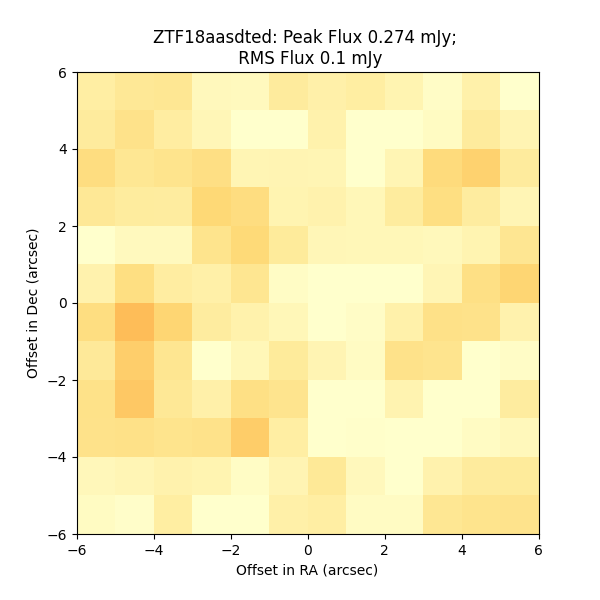 ZTF18aasdted: Peak Flux 0.274 mJy;
RMS Flux 0.1 mJy
6
4
2
0
−2
−4
−6
Offset in Dec (arcsec)
−6 −4 −2 0 2 4 6
Offset in RA (arcsec)